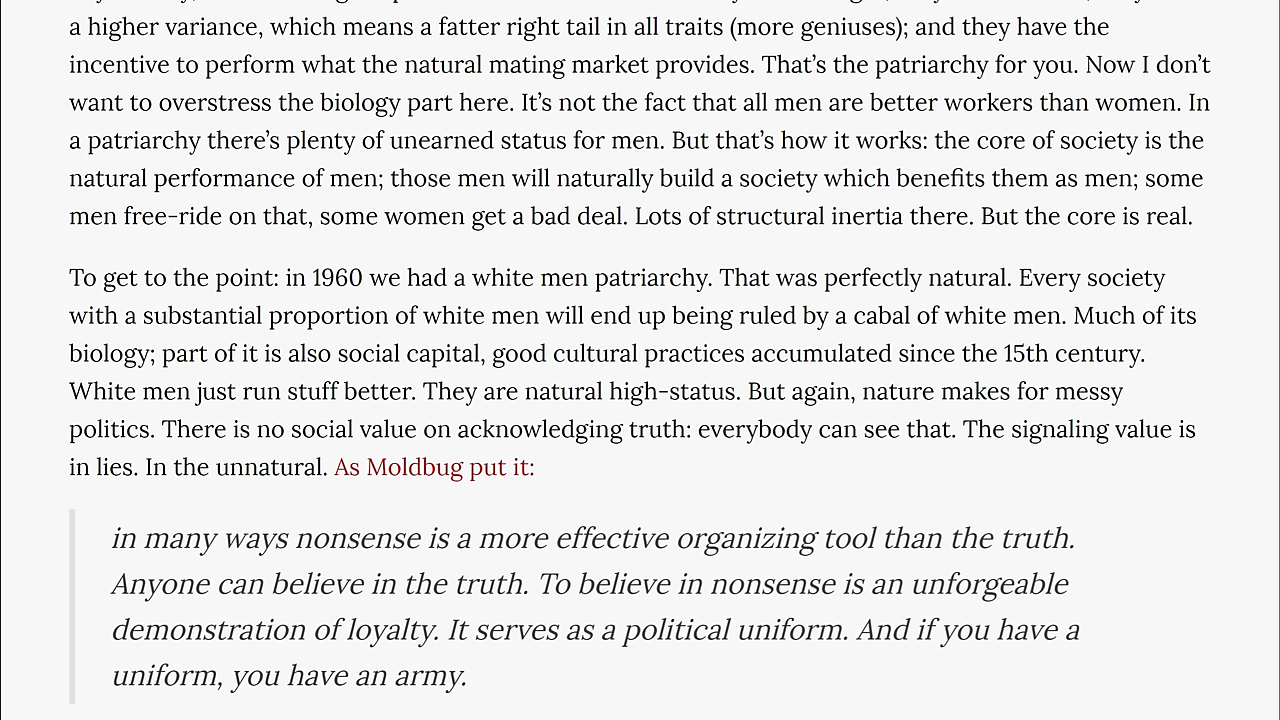 a higher variance, which means a fatter right tail in all traits (more geniuses); and they have the
incentive to perform what the natural mating market provides. That’s the patriarchy for you. Now I don’t
want to overstress the biology part here. It’s not the fact that all men are better workers than women. In
a patriarchy there’s plenty of unearned status for men. But that’s how it works: the core of society is the
natural performance of men; those men will naturally build a society which benefits them as men; some
men free-ride on that, some women get a bad deal. Lots of structural inertia there. But the core is real.
To get to the point: in 1960 we had a white men patriarchy. That was perfectly natural. Every society
with a substantial proportion of white men will end up being ruled by a cabal of white men. Much of its
biology; part of it is also social capital, good cultural practices accumulated since the 15th century.
White men just run stuff better. They are natural high-status. But again, nature makes for messy
politics. There is no social value on acknowledging truth: everybody can see that. The signaling value is
in lies. In the unnatural. As Moldbug put it:
in many ways nonsense is a more effective organizing tool than the truth.
Anyone can believe in the truth. To believe in nonsense is an unforgeable
demonstration of loyalty. It serves as a political uniform. And if you have a
uniform, you have an army.